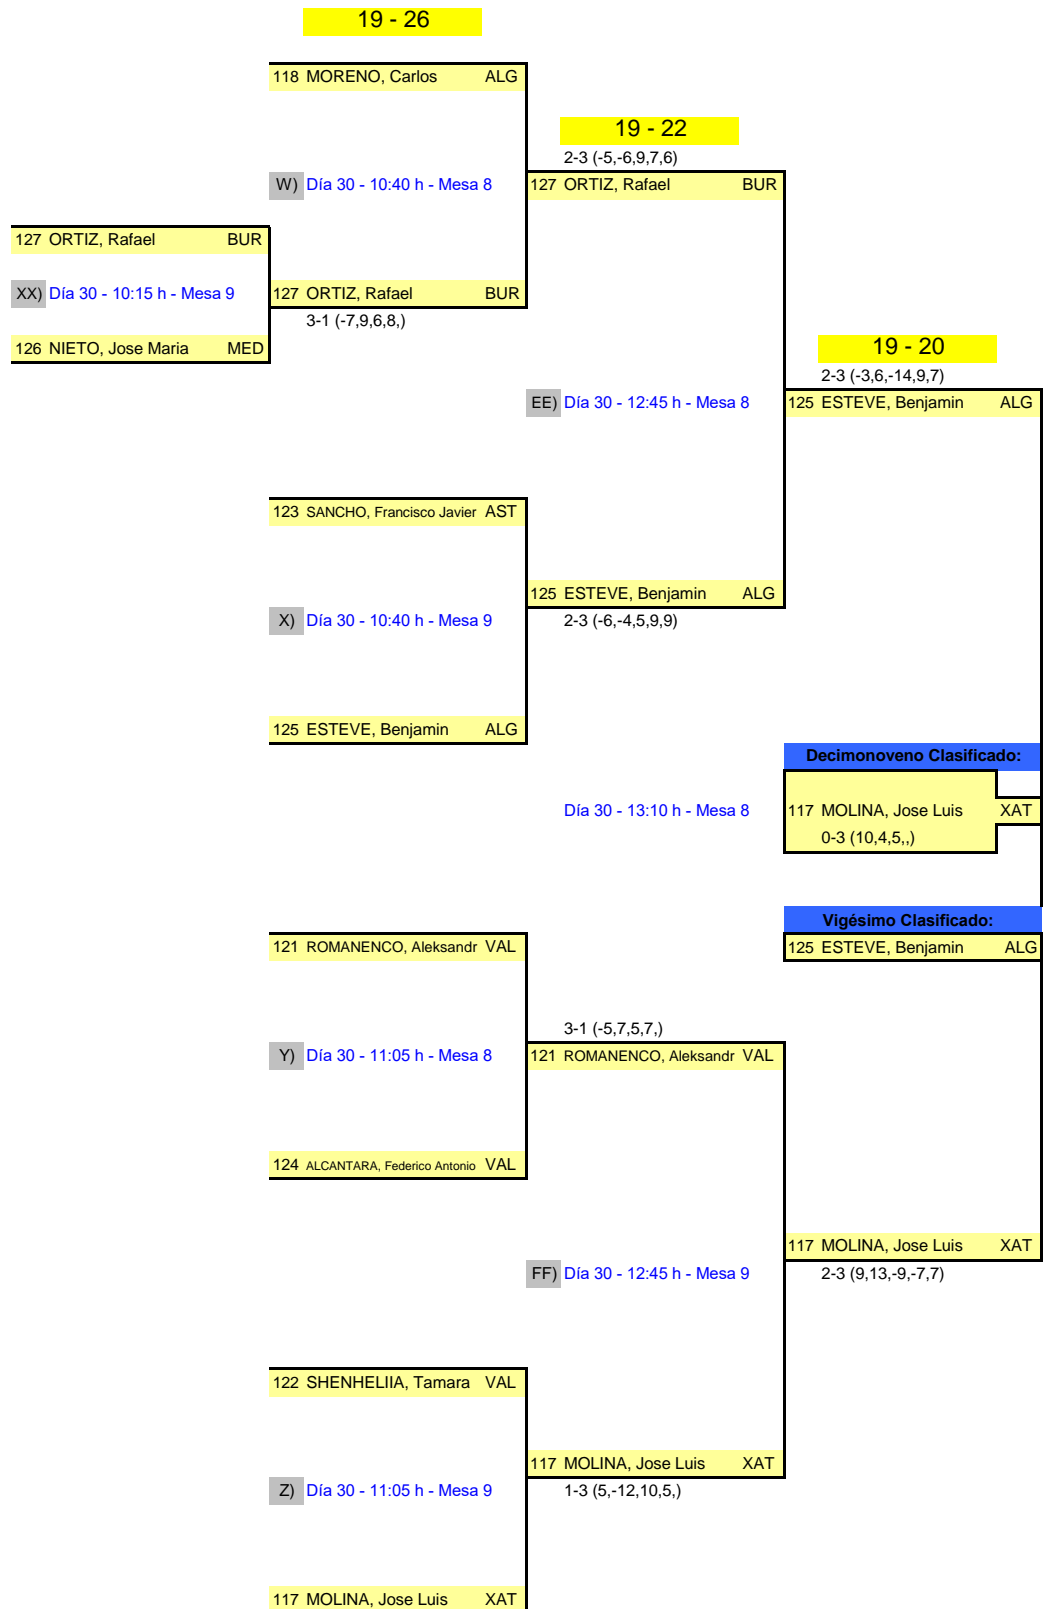 19 - 26
118 MORENO, Carlos ALG
19 - 22
2-3 (-5,-6,9,7,6)
W) Día 30 - 10:40 h - Mesa 8
127 ORTIZ, Rafael BUR
127 ORTIZ, Rafael BUR
XX) Día 30 - 10:15 h - Mesa 9
127 ORTIZ, Rafael BUR
3-1 (-7,9,6,8,)
126 NIETO, Jose Maria MED
19 - 20
2-3 (-3,6,-14,9,7)
EE) Día 30 - 12:45 h - Mesa 8
125 ESTEVE, Benjamin ALG
123 SANCHO, Francisco Javier AST
125 ESTEVE, Benjamin ALG
X) Día 30 - 10:40 h - Mesa 9
2-3 (-6,-4,5,9,9)
125 ESTEVE, Benjamin ALG
Decimonoveno Clasificado:
Día 30 - 13:10 h - Mesa 8
117 MOLINA, Jose Luis XAT
0-3 (10,4,5,,)
Vigésimo Clasificado:
121 ROMANENCO, Aleksandr VAL
125 ESTEVE, Benjamin ALG
3-1 (-5,7,5,7,)
Y) Día 30 - 11:05 h - Mesa 8
121 ROMANENCO, Aleksandr VAL
124 ALCANTARA, Federico Antonio VAL
117 MOLINA, Jose Luis XAT
FF) Día 30 - 12:45 h - Mesa 9
2-3 (9,13,-9,-7,7)
122 SHENHELIIA, Tamara VAL
117 MOLINA, Jose Luis XAT
Z) Día 30 - 11:05 h - Mesa 9
1-3 (5,-12,10,5,)
117 MOLINA, Jose Luis XAT